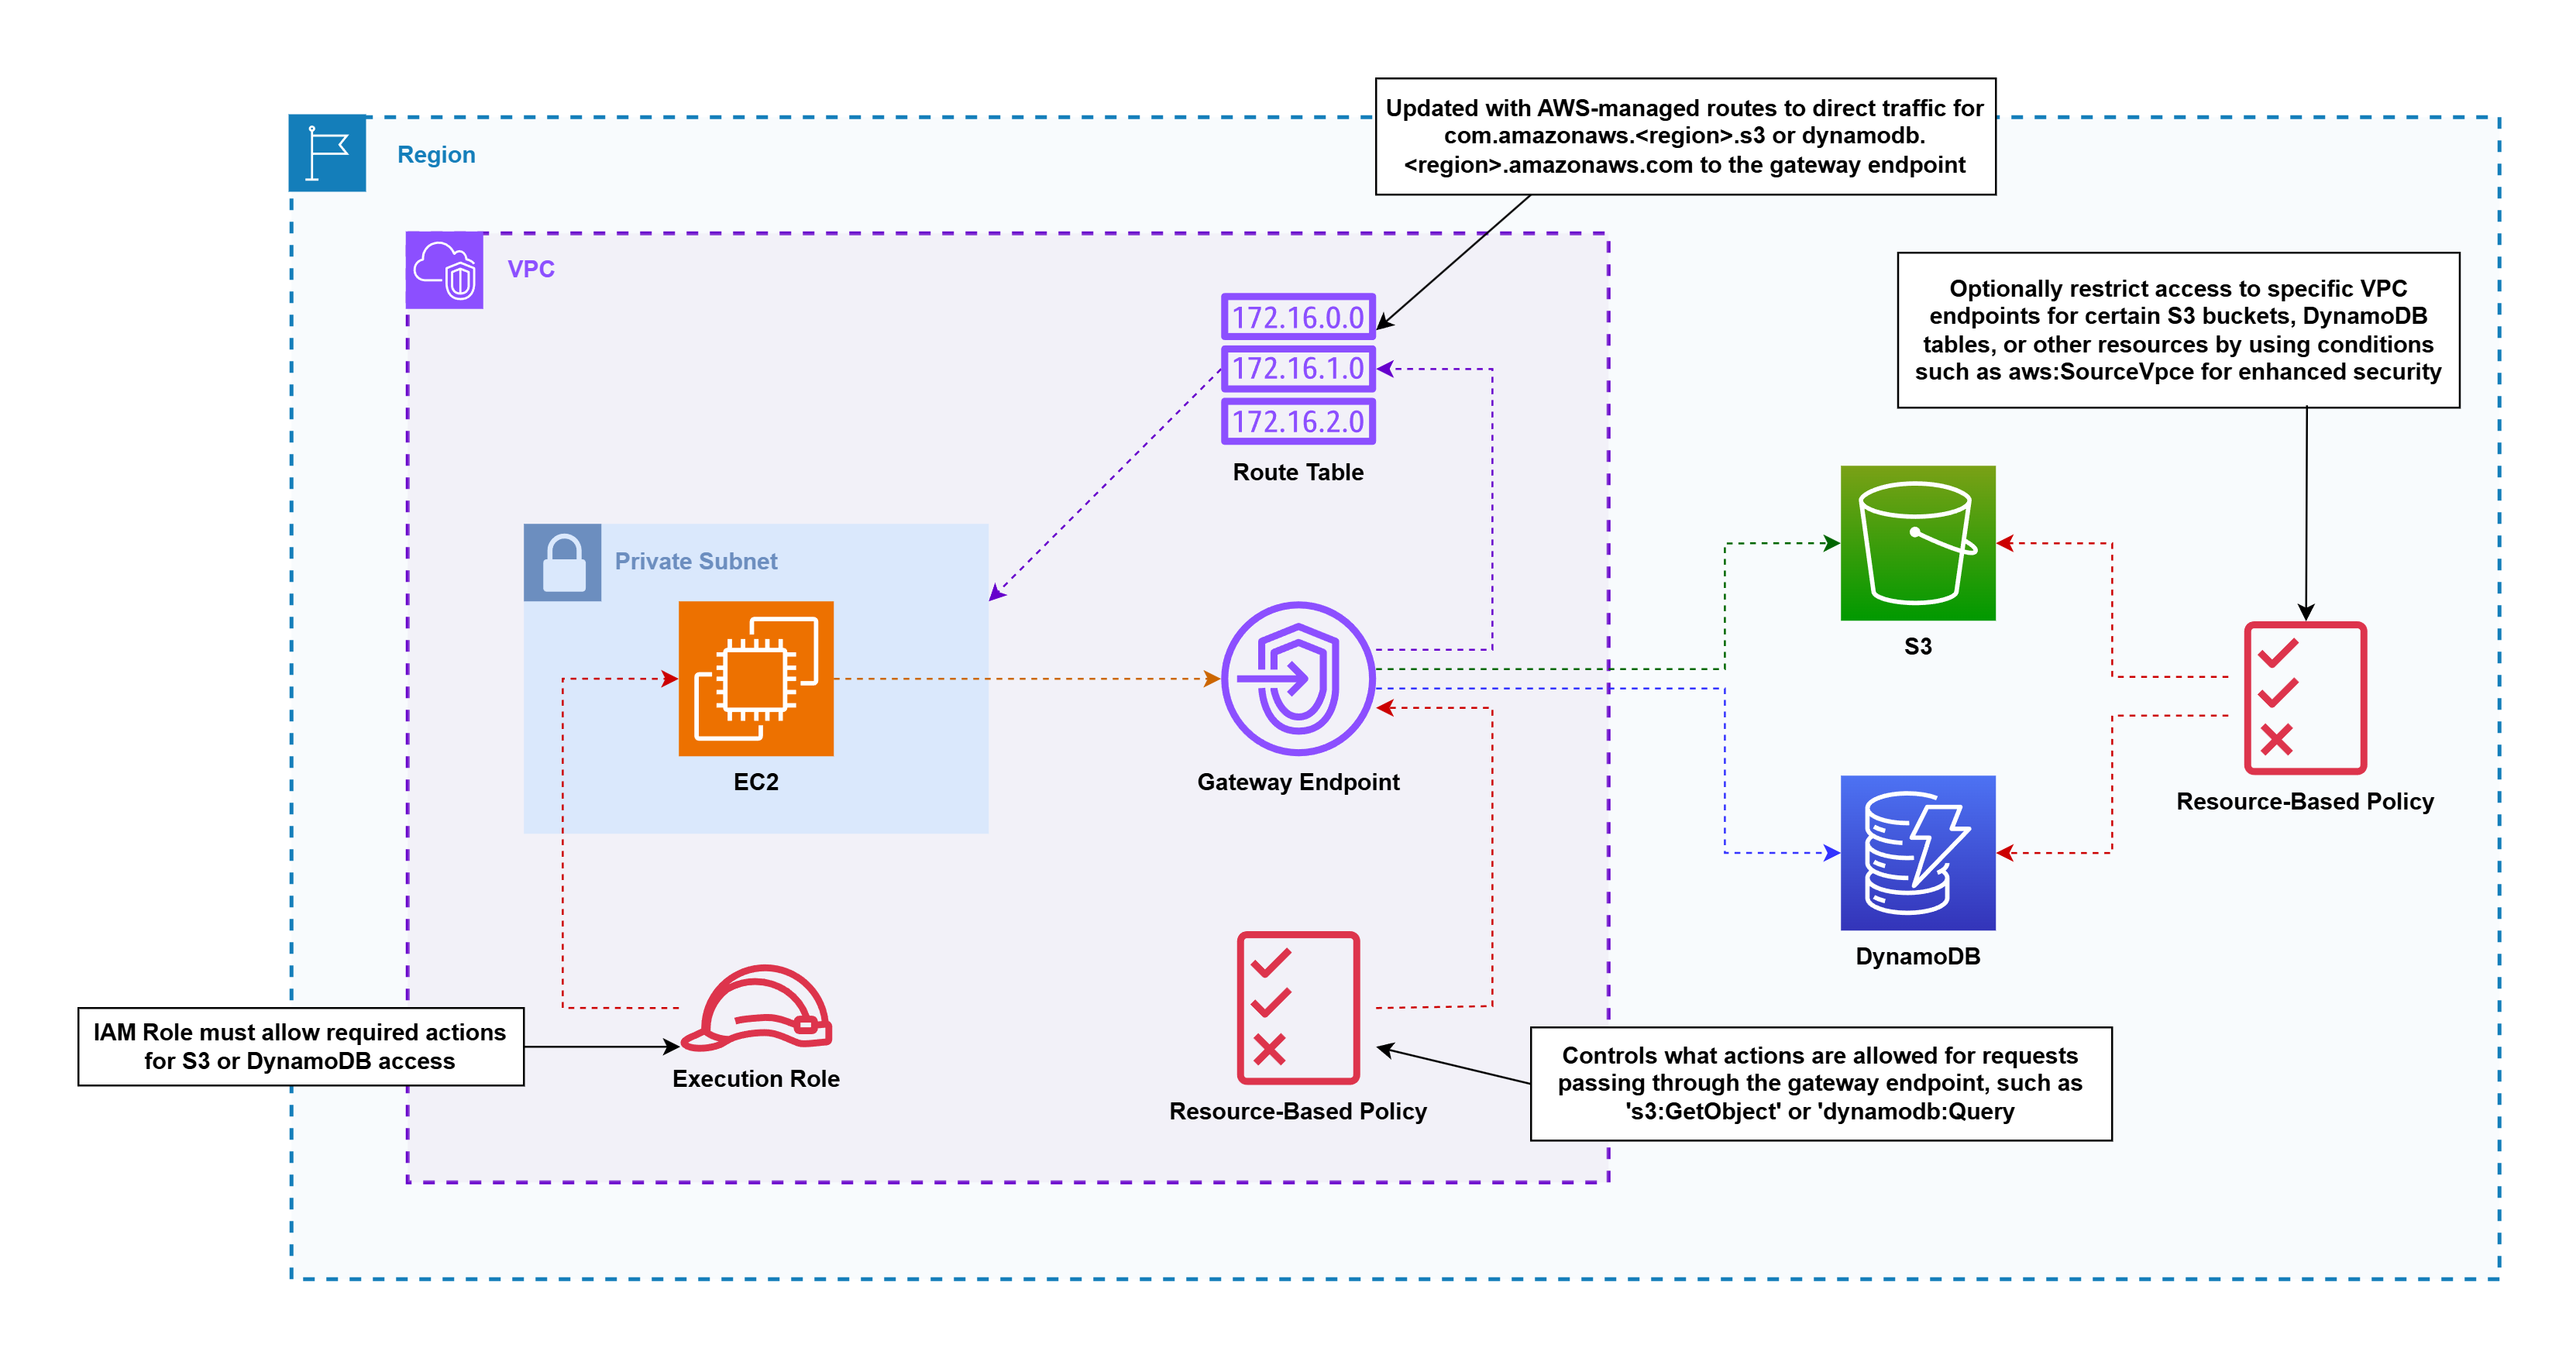 Updated with AWS-managed routes to direct traffic for
com.amazonaws.<region>.s3 or dynamodb.
<region>.amazonaws.com to the gateway endpoint
Region
VPC
172.16.0.0
172.16.1.0
172.16.2.0
Route Table
Optionally restrict access to specific VPC
endpoints for certain S3 buckets, DynamoDB
tables, or other resources by using conditions
such as aws:SourceVpce for enhanced security
Private Subnet
EC2
Gateway Endpoint
S3
Resource-Based Policy
DynamoDB
IAM Role must allow required actions
for S3 or DynamoDB access
Execution Role
Resource-Based Policy
Controls what actions are allowed for requests
passing through the gateway endpoint, such as
's3:GetObject' or 'dynamodb:Query